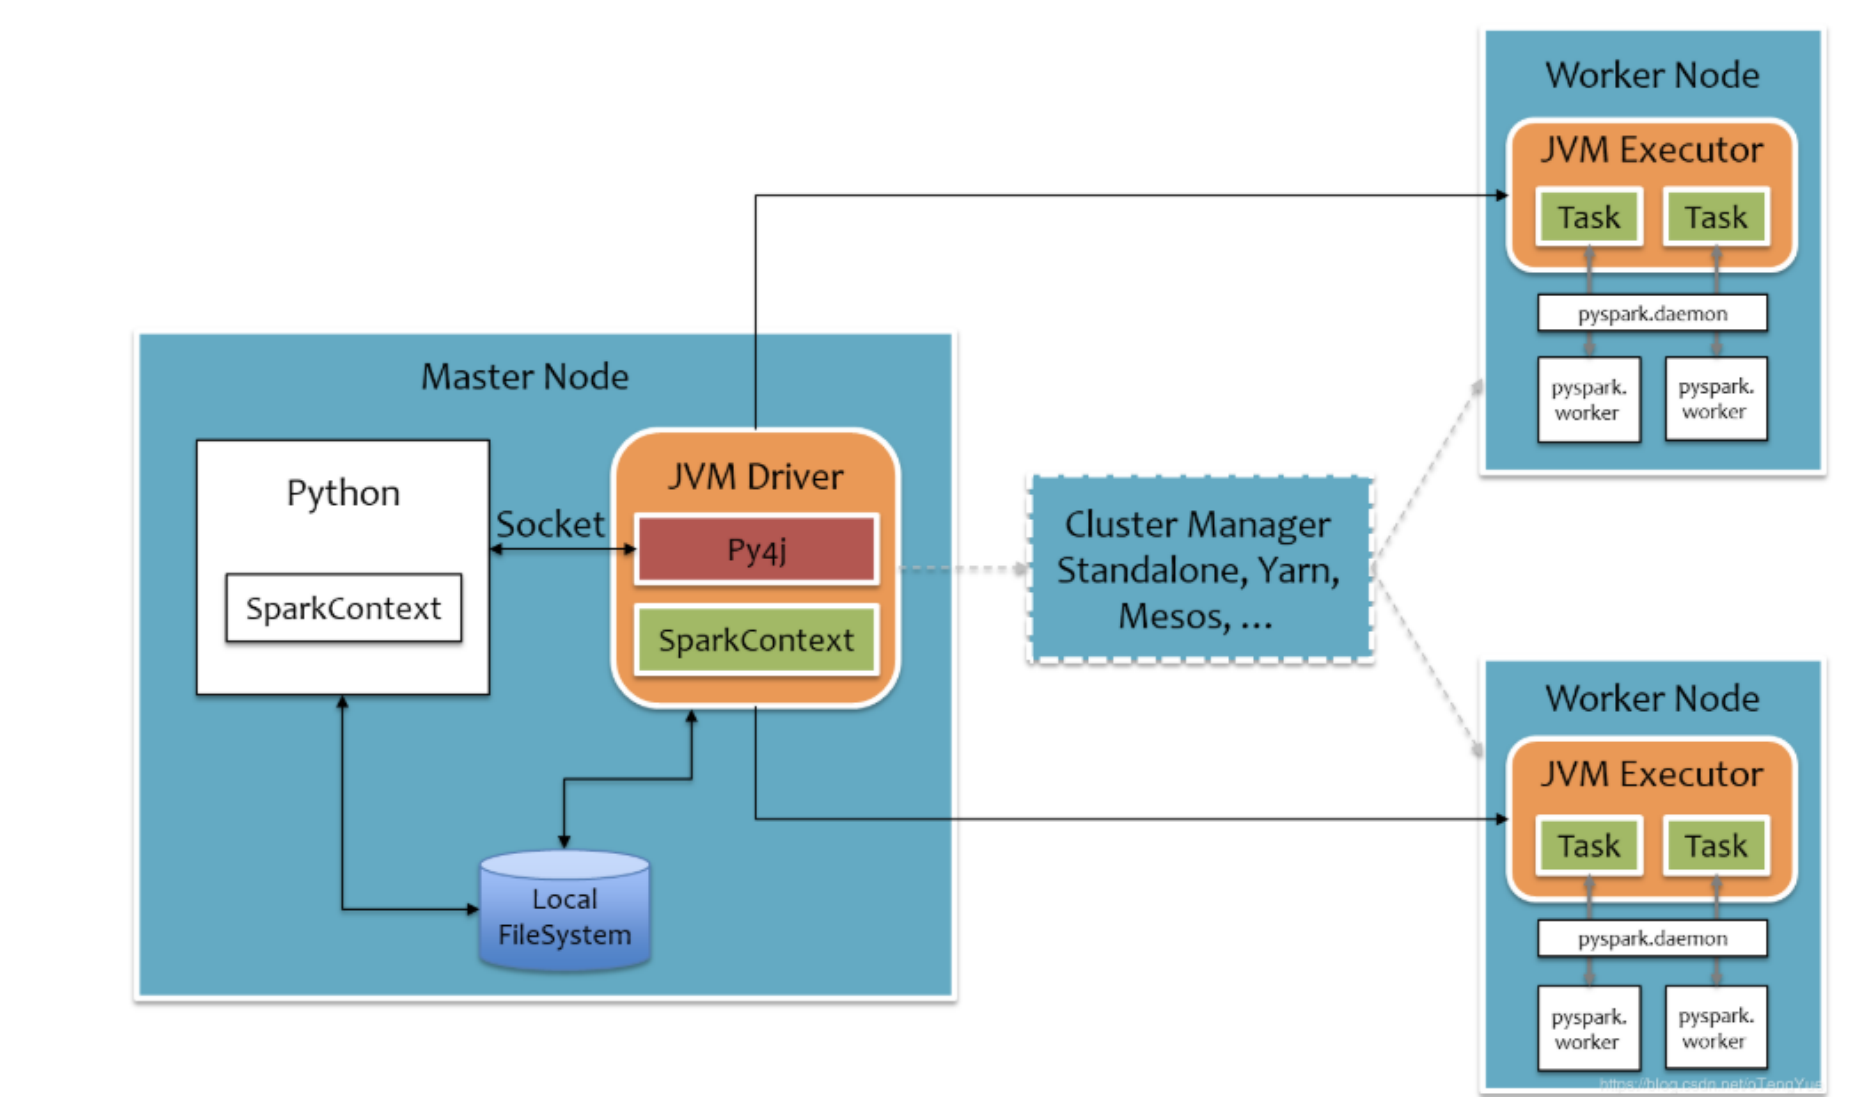 Master Node
Python
SparkContext
Socket
JVM Driver
Py4j
SparkContext
Local
FileSystem
Cluster Manager
Standalone, Yarn,
Mesos, ...
Worker Node
JVM Executor
Task Task
pyspark.daemon
pyspark. pyspark.
worker worker
Worker Node
JVM Executor
Task Task
pyspark.daemon
pyspark. pyspark.
worker worker
https://blog.csdn.net/oTengYue